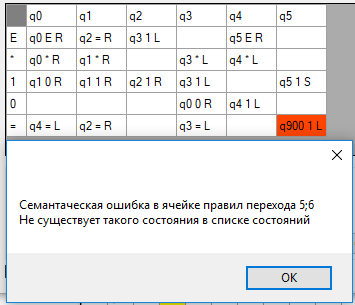 q0 q1 q2 q3 q4 q5
E q0 E R q2 = R q3 1 L q5 E R
* q0 * R q1 * R q3 * L q4 * L
1 q1 0 R q1 1 R q2 1 R q3 1 L q5 1 S
0 q0 0 R q4 1 L
= q4 = L q2 = R q3 = L q900 1 L
Семантаческая ошибка в ячейке правил перехода 5;6
Не существует такого состояния в списке состояний
OK